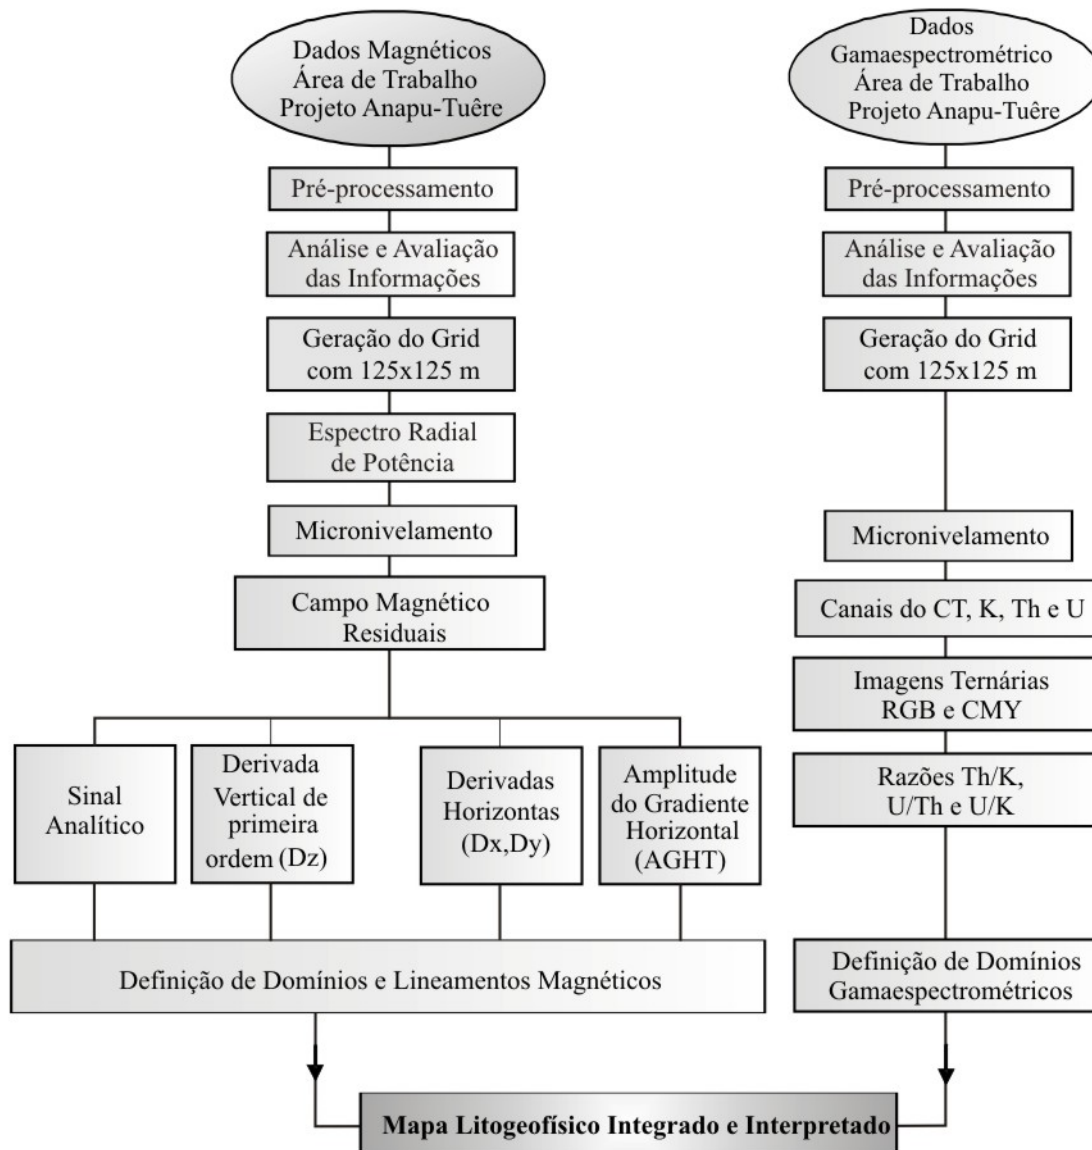 Dados Magnéticos
Área de Trabalho
Projeto Anapu-Tuêre
Pré-processamento
Análise e Avaliação
das Informações
Geração do Grid
com 125x125 m
Espectro Radial
de Potência
Micronivelamento
Campo Magnético
Residuais
Sinal
Analítico
Derivada
Vertical de
primeira
ordem (Dz)
Derivadas
Horizontas
(Dx,Dy)
Amplitude
do Gradiente
Horizontal
(AGHT)
Definição de Domínios e Lineamentos Magnéticos
Dados
Gamaespectrométrico
Área de Trabalho
Projeto Anapu-Tuêre
Pré-processamento
Análise e Avaliação
das Informações
Geração do Grid
com 125x125 m
Micronivelamento
Canais do CT, K, Th e U
Imagens Ternárias
RGB e CMY
Razões Th/K,
U/Th e U/K
Definição de Domínios
Gamaespectrométricos
Mapa Litogeofísico Integrado e Interpretado